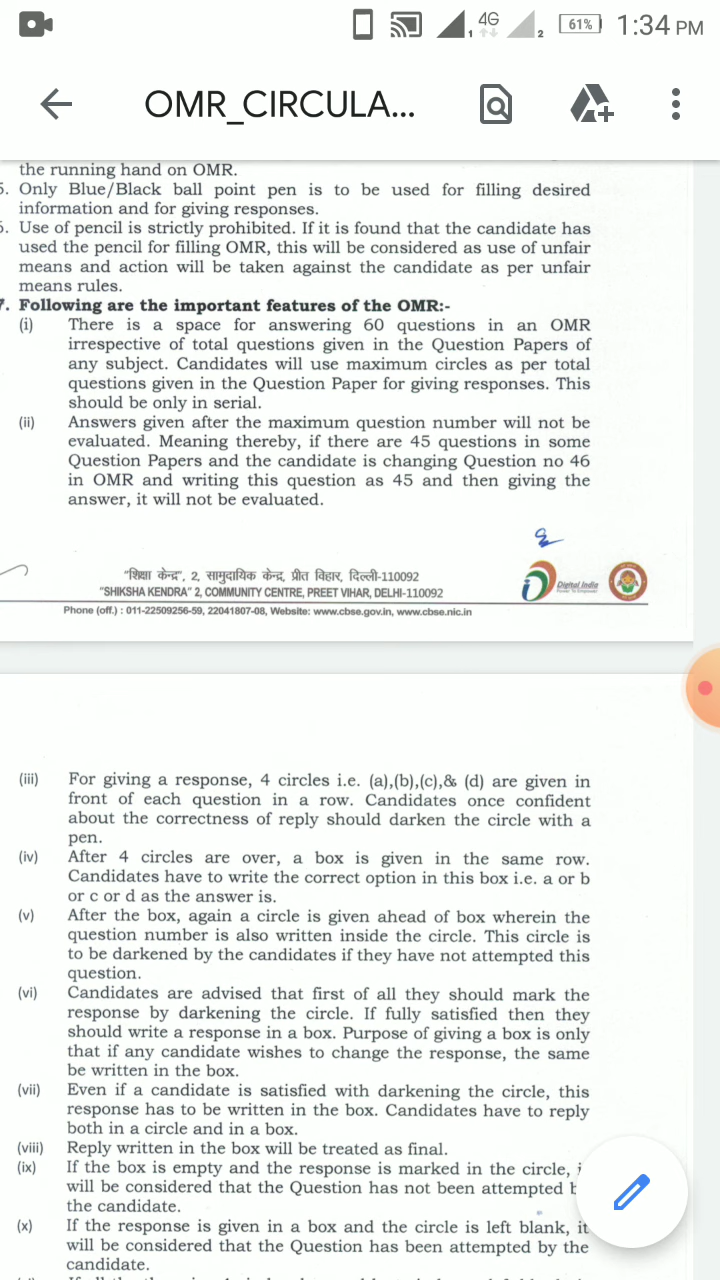 4G
1
2
61%
1:34 PM
OMR_CIRCULA...
the running hand on OMR.
5. Only Blue/Black ball point pen is to be used for filling desired
information and for giving responses.
6. Use of pencil is strictly prohibited. If it is found that the candidate has
used the pencil for filling OMR, this will be considered as use of unfair
means and action will be taken against the candidate as per unfair
means rules.
7. Following are the important features of the OMR:-
(i) There is a space for answering 60 questions in an OMR
irrespective of total questions given in the Question Papers of
any subject. Candidates will use maximum circles as per total
questions given in the Question Paper for giving responses. This
should be only in serial.
(ii) Answers given after the maximum question number will not be
evaluated. Meaning thereby, if there are 45 questions in some
Question Papers and the candidate is changing Question no 46
in OMR and writing this question as 45 and then giving the
answer, it will not be evaluated.
"शिक्षा केन्द्र", 2, सामुदायिक केन्द्र, प्रीत विहार, दिल्ली-110092
"SHIKSHA KENDRA" 2, COMMUNITY CENTRE, PREET VIHAR, DELHI-110092
Digital India
Power To Empower
Phone (off.) : 011-22509256-59, 22041807-08, Website: www.cbse.gov.in, www.cbse.nic.in
(iii) For giving a response, 4 circles i.e. (a),(b),(c),& (d) are given in
front of each question in a row. Candidates once confident
about the correctness of reply should darken the circle with a
pen.
(iv) After 4 circles are over, a box is given in the same row.
Candidates have to write the correct option in this box i.e. a or b
or c or d as the answer is.
(v) After the box, again a circle is given ahead of box wherein the
question number is also written inside the circle. This circle is
to be darkened by the candidates if they have not attempted this
question.
(vi) Candidates are advised that first of all they should mark the
response by darkening the circle. If fully satisfied then they
should write a response in a box. Purpose of giving a box is only
that if any candidate wishes to change the response, the same
be written in the box.
(vii) Even if a candidate is satisfied with darkening the circle, this
response has to be written in the box. Candidates have to reply
both in a circle and in a box.
(viii) Reply written in the box will be treated as final.
(ix) If the box is empty and the response is marked in the circle,
will be considered that the Question has not been attempted
the candidate.
(x) If the response is given in a box and the circle is left blank, it
will be considered that the Question has been attempted by the
candidate.